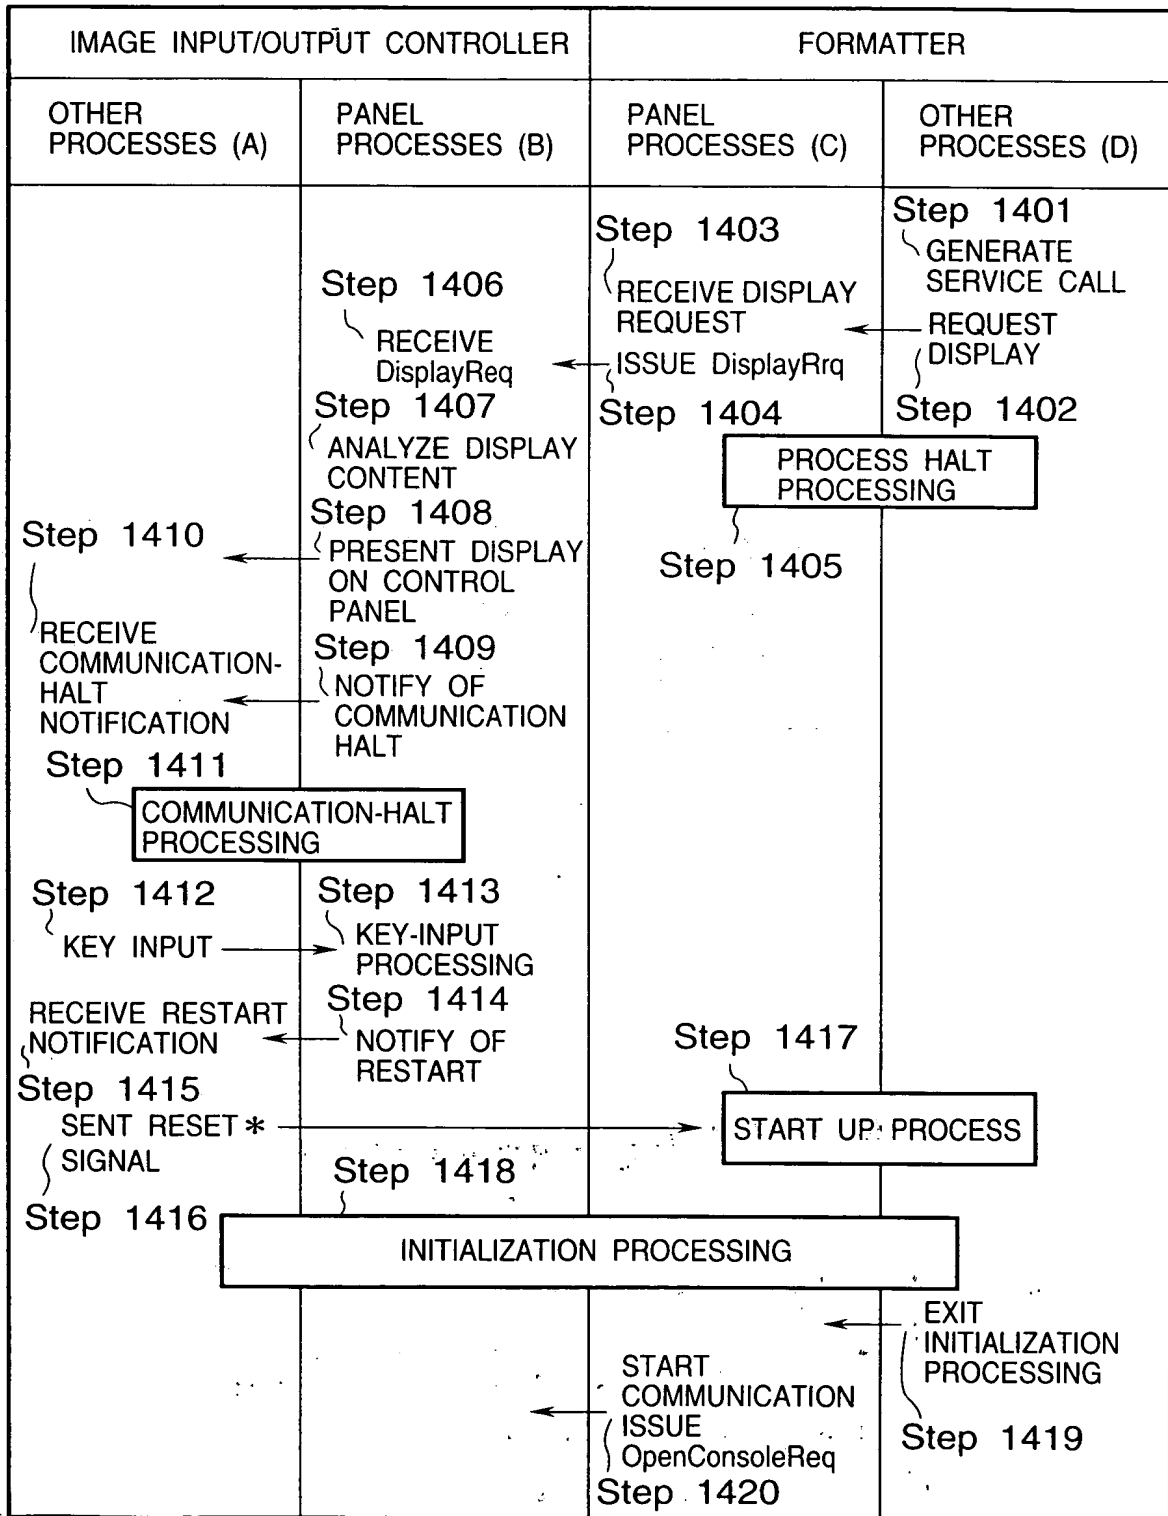 IMAGE INPUT/OUTPUT CONTROLLER
FORMATTER
OTHER
PROCESSES (A)
PANEL
PROCESSES (B)
PANEL
PROCESSES (C)
OTHER
PROCESSES (D)
Step 1401
GENERATE
SERVICE CALL
REQUEST
DISPLAY
Step 1402
Step 1403
RECEIVE DISPLAY
REQUEST
ISSUE DisplayRrq
Step 1404
PROCESS HALT
PROCESSING
Step 1405
Step 1406
RECEIVE
DisplayReq
Step 1407
ANALYZE DISPLAY
CONTENT
Step 1408
PRESENT DISPLAY
ON CONTROL
PANEL
Step 1409
NOTIFY OF
COMMUNICATION
HALT
Step 1410
RECEIVE
COMMUNICATION-
HALT
NOTIFICATION
Step 1411
COMMUNICATION-HALT
PROCESSING
Step 1412
KEY INPUT
Step 1413
KEY-INPUT
PROCESSING
Step 1414
NOTIFY OF
RESTART
RECEIVE RESTART
NOTIFICATION
Step 1415
SENT RESET *
SIGNAL
Step 1416
Step 1417
START UP PROCESS
Step 1418
INITIALIZATION PROCESSING
EXIT
INITIALIZATION
PROCESSING
Step 1419
START
COMMUNICATION
ISSUE
OpenConsoleReq
Step 1420